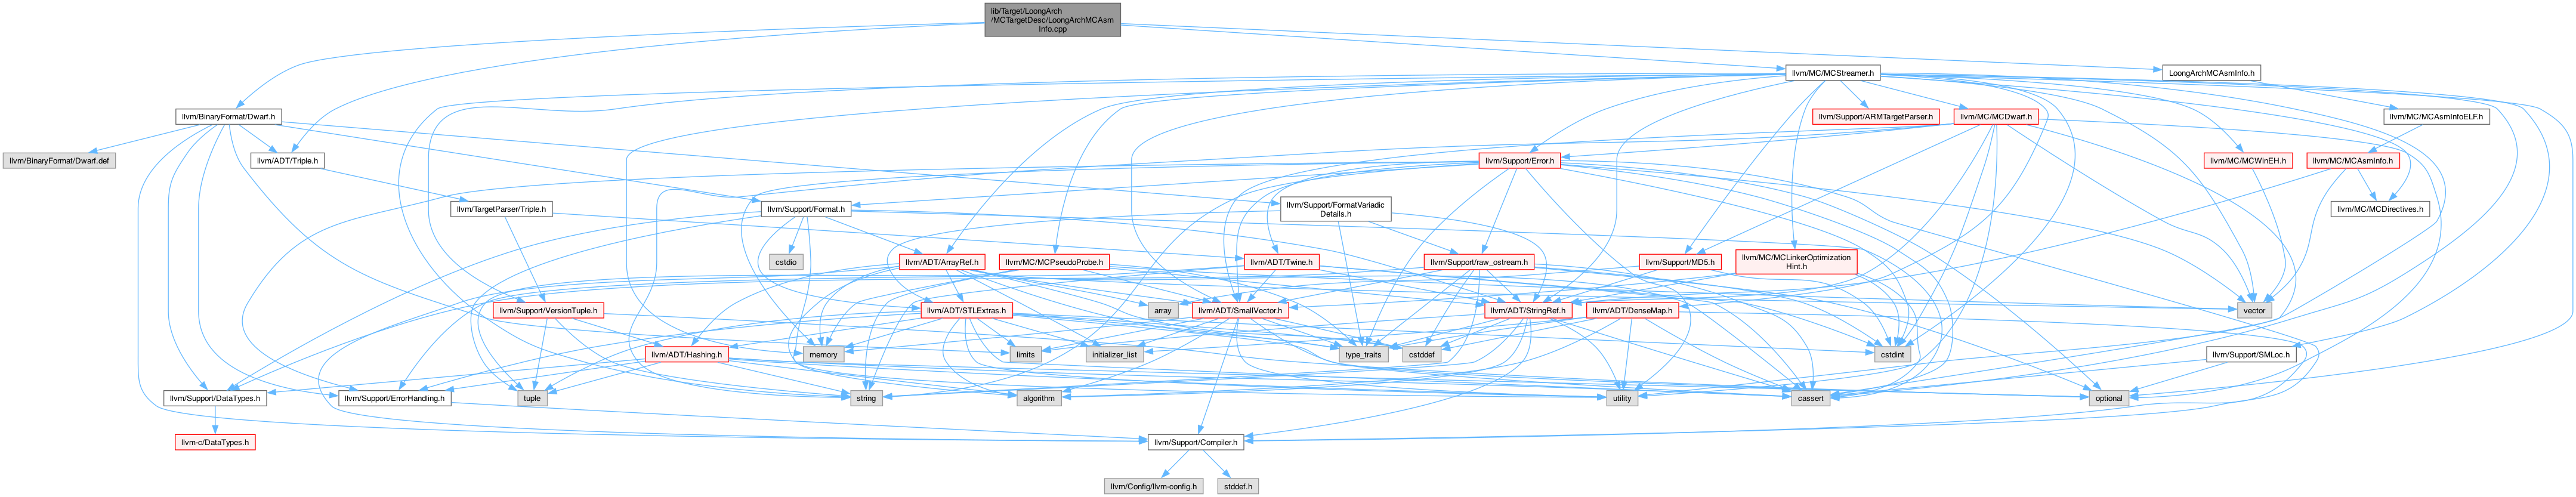 lib/Target/LoongArch
/MCTargetDesc/LoongArchMCAsm
Info.cpp
llvm/MC/MCStreamer.h
LoongArchMCAsmInfo.h
llvm/BinaryFormat/Dwarf.h
llvm/Support/ARMTargetParser.h
llvm/MC/MCDwarf.h
llvm/MC/MCAsmInfoELF.h
llvm/BinaryFormat/Dwarf.def
llvm/ADT/Triple.h
llvm/Support/Error.h
llvm/MC/MCWinEH.h
llvm/MC/MCAsmInfo.h
llvm/TargetParser/Triple.h
llvm/Support/Format.h
llvm/Support/FormatVariadic
Details.h
llvm/MC/MCDirectives.h
cstdio
llvm/ADT/ArrayRef.h
llvm/MC/MCPseudoProbe.h
llvm/ADT/Twine.h
llvm/Support/raw_ostream.h
llvm/Support/MD5.h
llvm/MC/MCLinkerOptimization
Hint.h
llvm/Support/VersionTuple.h
llvm/ADT/STLExtras.h
array
llvm/ADT/SmallVector.h
llvm/ADT/StringRef.h
llvm/ADT/DenseMap.h
vector
llvm/ADT/Hashing.h
memory
limits
initializer_list
type_traits
cstddef
cstdint
llvm/Support/SMLoc.h
llvm/Support/DataTypes.h
llvm/Support/ErrorHandling.h
tuple
string
algorithm
utility
cassert
optional
llvm-c/DataTypes.h
llvm/Support/Compiler.h
llvm/Config/llvm-config.h
stddef.h